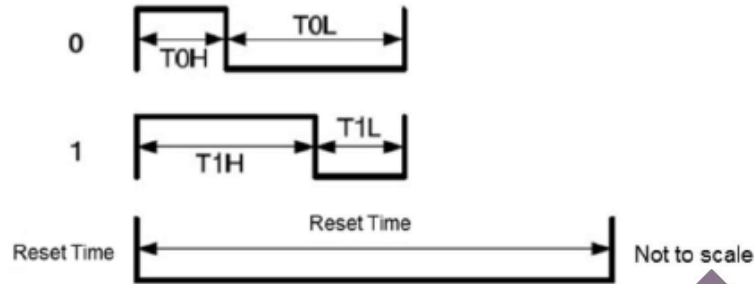 0 T0H T0L
1 T1H T1L
Reset Time Reset Time Not to scale